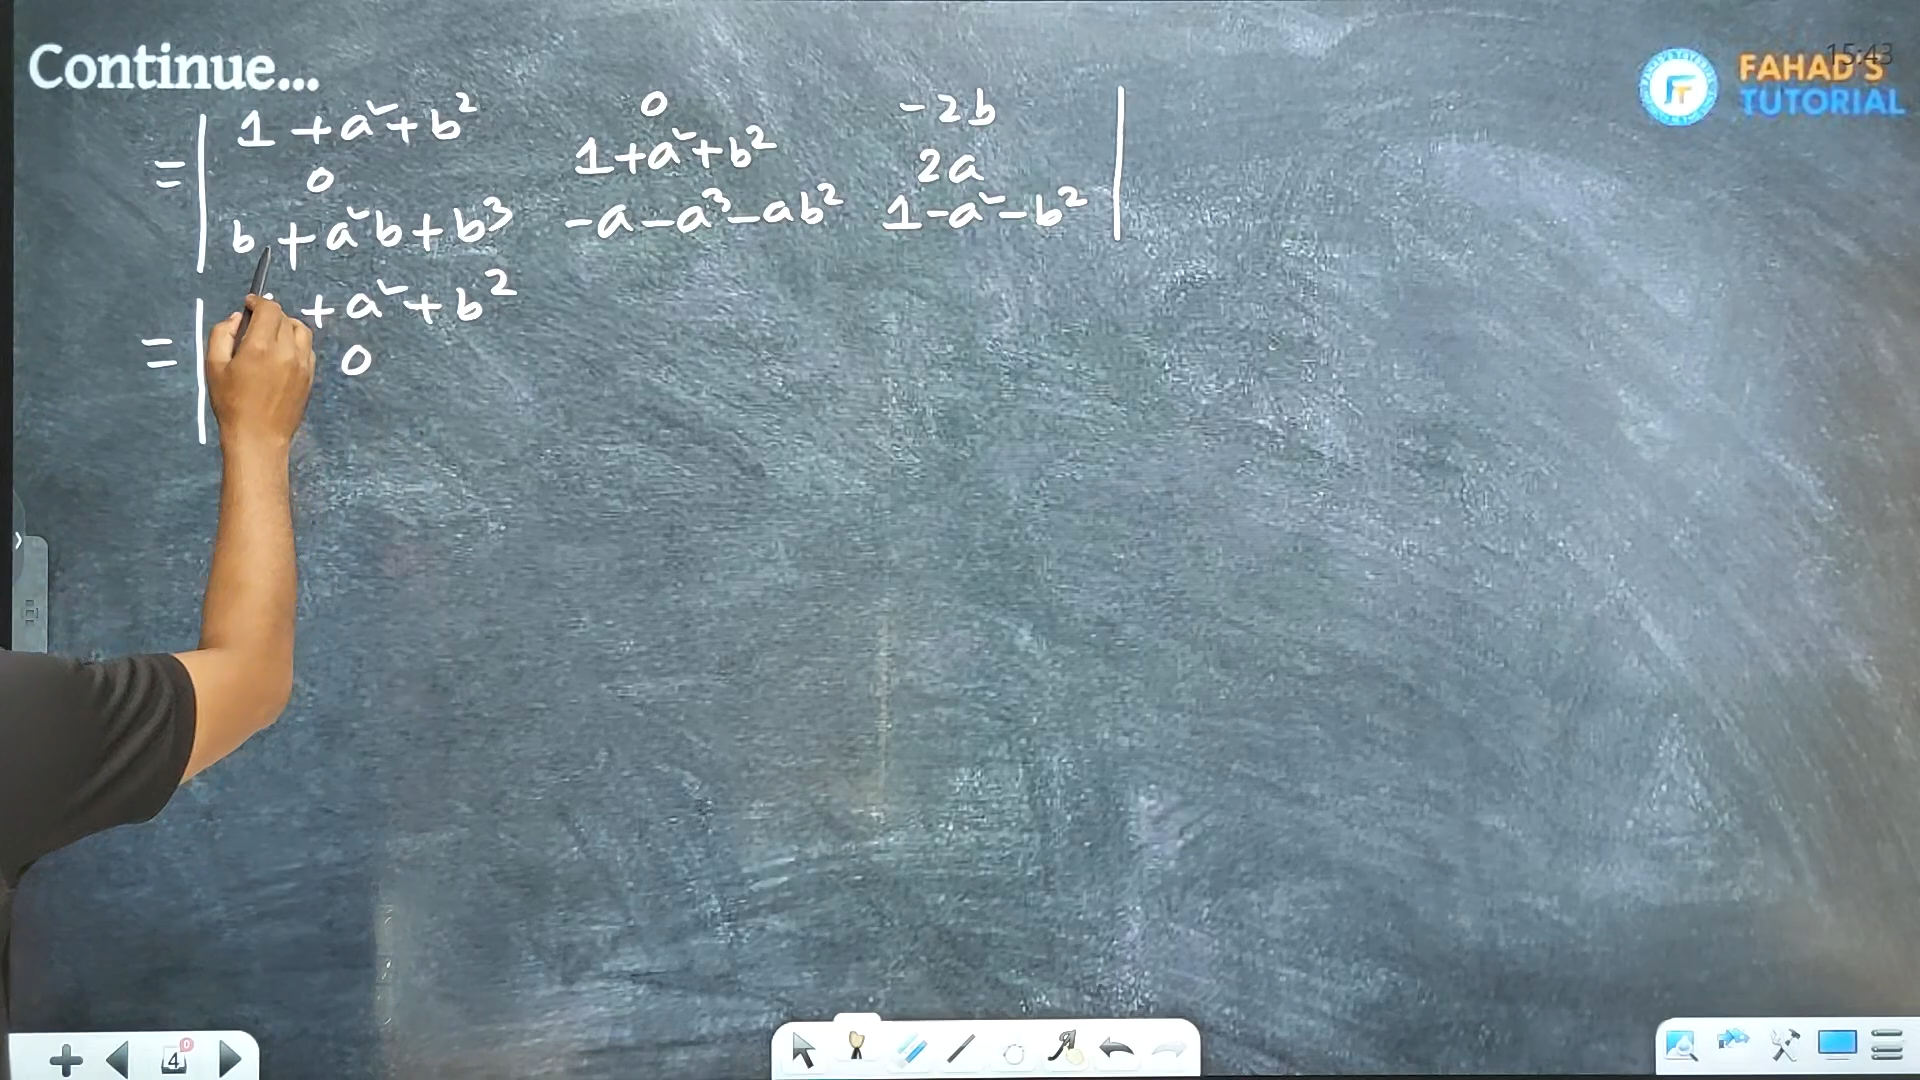 Continue...
15:43
FAHAD'S
TUTORIAL
1 + a² + b² 0 -2b
= 0 1 + a² + b² 2a
b + a²b + b³ -a - a³ - ab² 1 - a² - b²
+ a² + b²
= 0
4
0